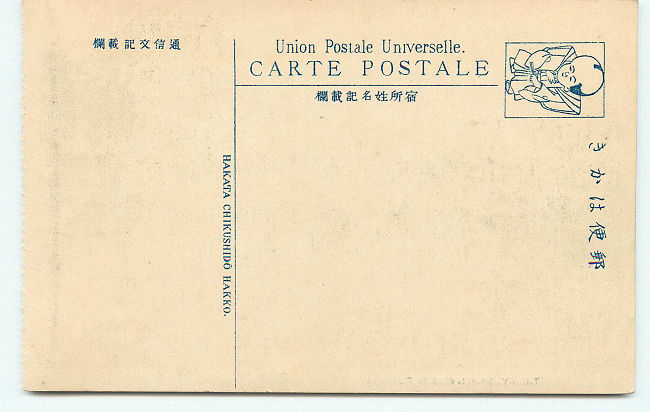 通信文記載欄
Union Postale Universelle.
CARTE POSTALE
宿所姓名記載欄
郵便はかき
HAKATA CHIKUSHIDŌ HAKKO.